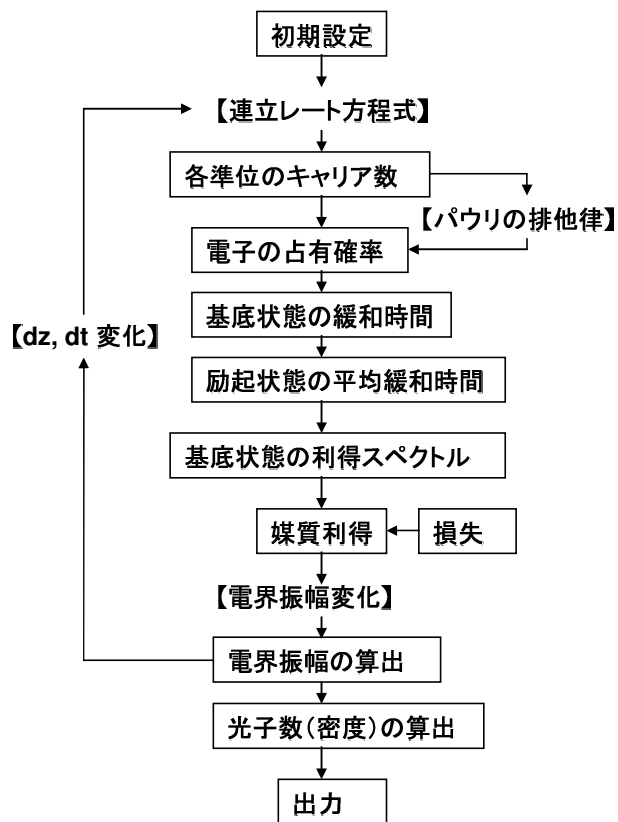 初期設定
【連立レート方程式】
各準位のキャリア数
【パウリの排他律】
電子の占有確率
基底状態の緩和時間
【dz, dt 変化】
励起状態の平均緩和時間
基底状態の利得スペクトル
媒質利得
損失
【電界振幅変化】
電界振幅の算出
光子数(密度)の算出
出力